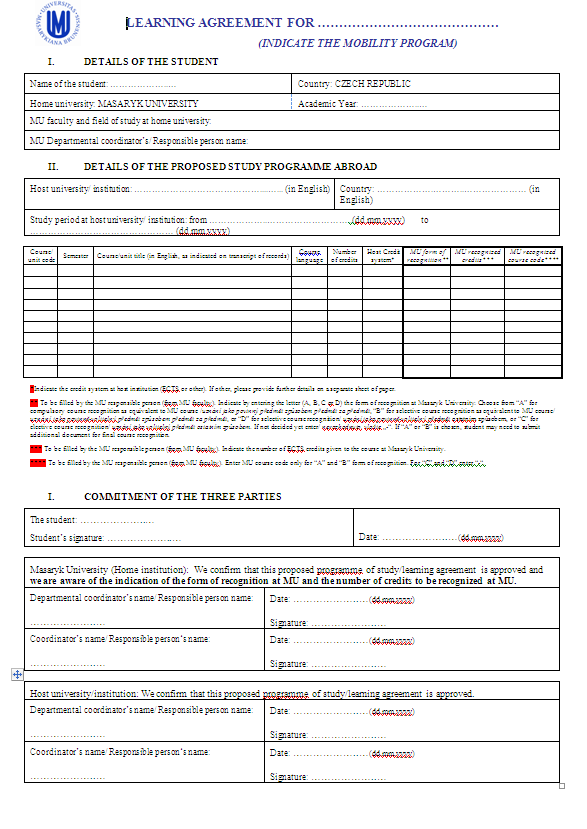 UNIVERSITAS
MASARYKIANA BRUNENSIS
LEARNING AGREEMENT FOR ……………………………………
(INDICATE THE MOBILITY PROGRAM)
I. DETAILS OF THE STUDENT
Name of the student: …………………
Country: CZECH REPUBLIC
Home university: MASARYK UNIVERSITY
Academic Year: …………………
MU faculty and field of study at home university:
MU Departmental coordinator's/ Responsible person name:
II. DETAILS OF THE PROPOSED STUDY PROGRAMME ABROAD
Host university/ institution: ……………………………………… (in English)
Country: ……………………………………… (in
English)
Study period at host university/ institution: from ……………………………………(dd.mm.yyyy) to
……………………………………(dd.mm.yyyy)
Course/ unit code
Semester
Course/unit title (in English, as indicated on transcript of records)
Course language
Number of credits
Host Credit system*
MU form of recognition**
MU recognized credits***
MU recognized course code****
*Indicate the credit system at host institution (ECTS or other). If other, please provide further details on a separate sheet of paper.
To be filled by the MU responsible person (from MU faculty). Indicate by entering the letter (A, B, C or D) the form of recognition at Masaryk University. Choose from "A" for
compulsory course recognition as equivalent to MU course
"B" for selective course recognition as equivalent to MU course
or "D" for selective course recognition
or "C" for
elective course recognition
If not decided yet enter
If "A" or "B" is chosen, student may need to submit
additional document for final course recognition.
To be filled by the MU responsible person (from MU faculty). Indicate the number of ECTS credits given to the course at Masaryk University.
To be filled by the MU responsible person (from MU faculty). Enter MU course code only for "A" and "B" form of recognition. For "C" and "D" enter "-".
I. COMMITMENT OF THE THREE PARTIES
The student: ……………………
Student's signature: ……………………
Date: ……………………(dd.mm.yyyy)
Masaryk University (Home institution): We confirm that this proposed programme of study/learning agreement is approved and
we are aware of the indication of the form of recognition at MU and the number of credits to be recognized at MU.
Departmental coordinator's name/ Responsible person name:
……………………
Date: ……………………(dd.mm.yyyy)
Signature: ……………………
Coordinator's name/ Responsible person name:
……………………
Date: ……………………(dd.mm.yyyy)
Signature: ……………………
Host university/institution: We confirm that this proposed programme of study/learning agreement is approved.
Departmental coordinator's name/ Responsible person name:
……………………
Date: ……………………(dd.mm.yyyy)
Signature: ……………………
Coordinator's name/ Responsible person name:
……………………
Date: ……………………(dd.mm.yyyy)
Signature: ……………………